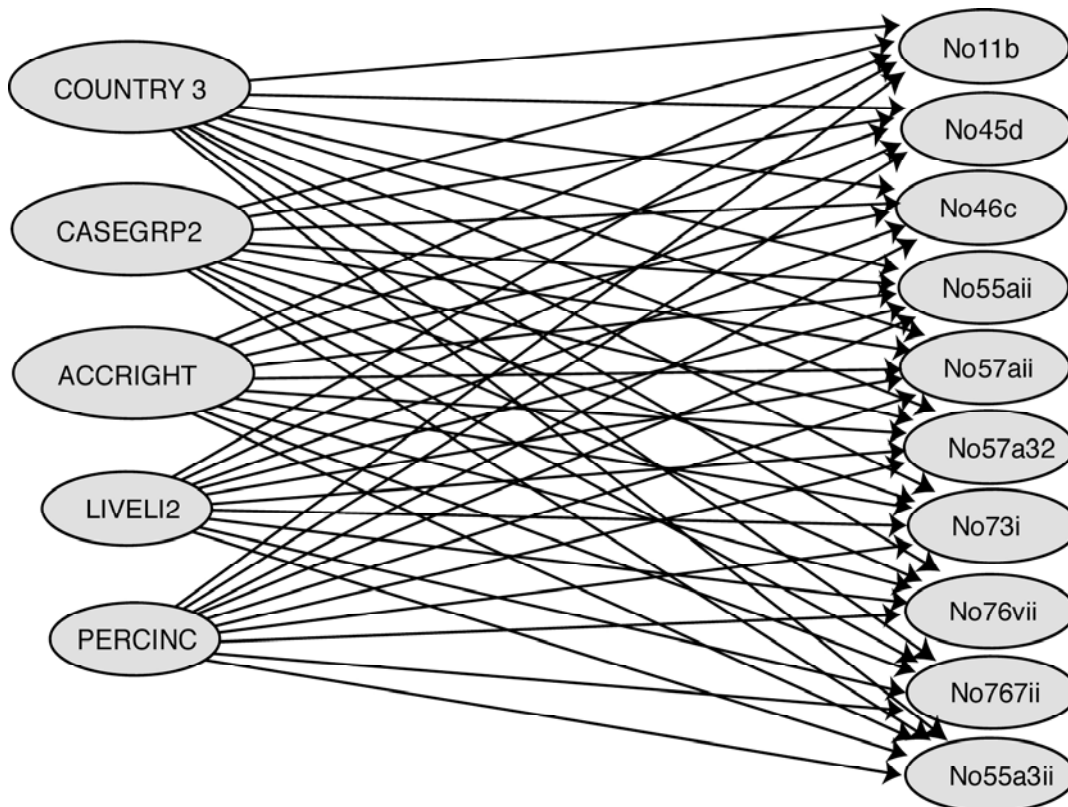 COUNTRY 3
CASEGRP2
ACCRIGHT
LIVELI2
PERCINC
No11b
No45d
No46c
No55aii
No57aii
No57a32
No73i
No76vii
No767ii
No55a3ii